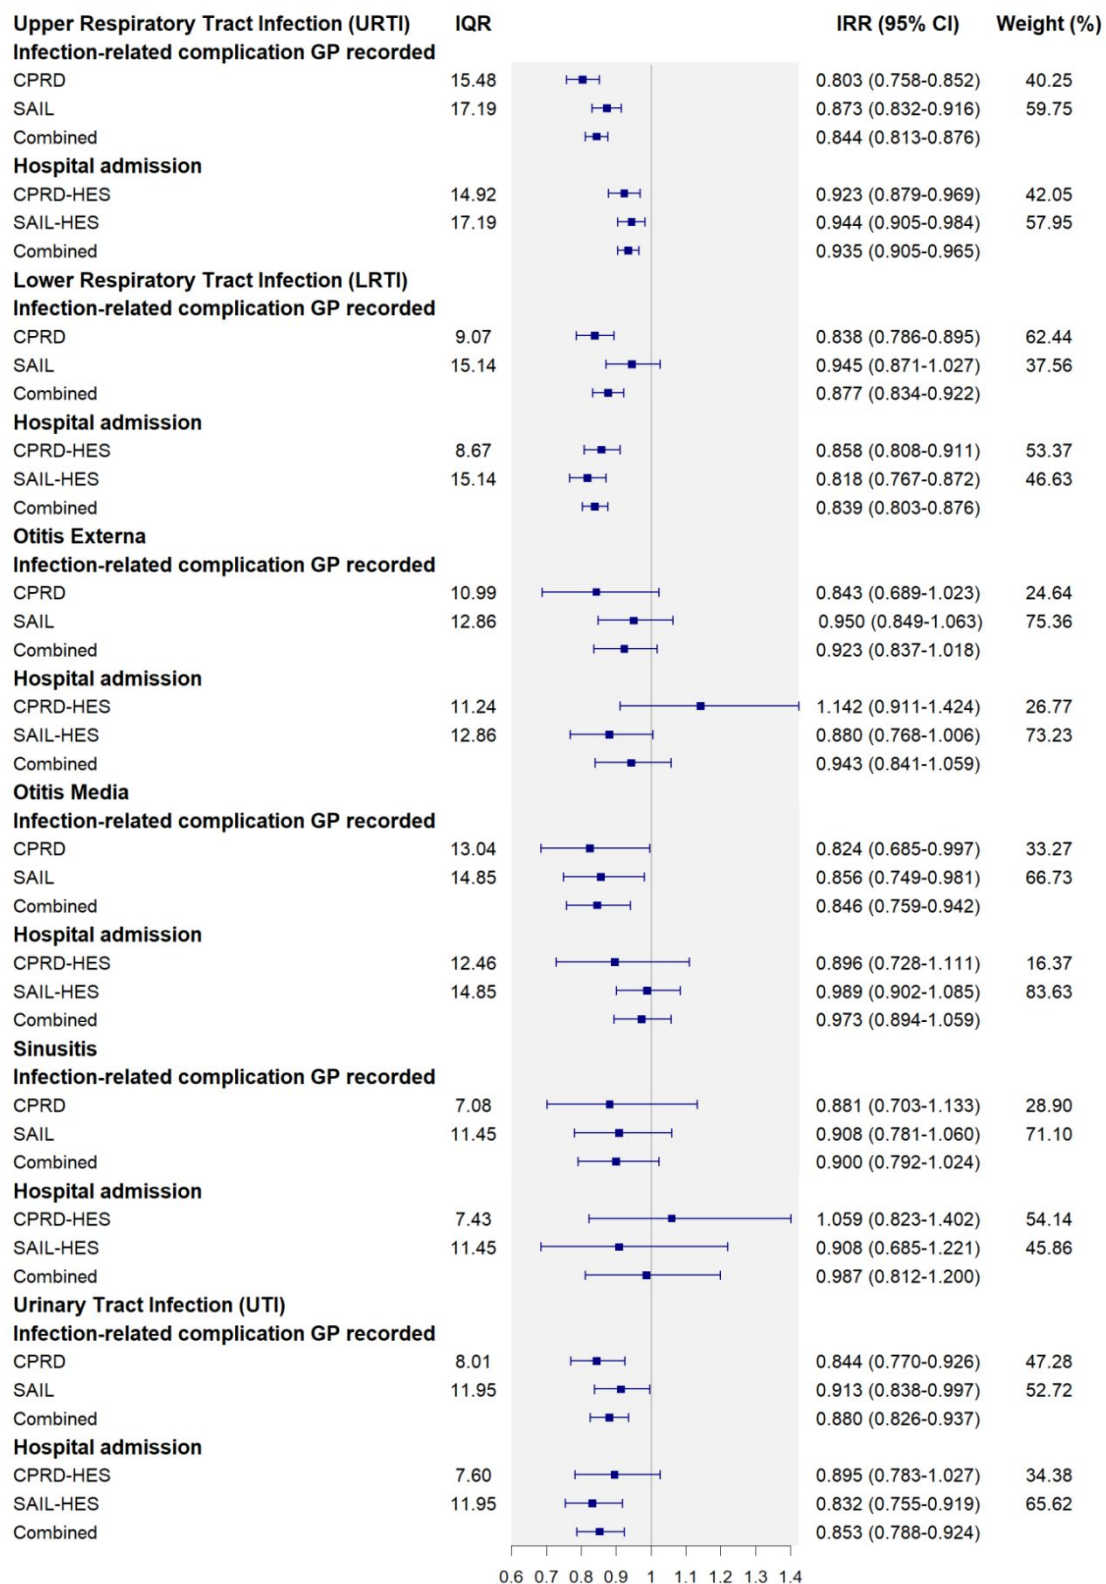 Upper Respiratory Tract Infection (URTI) IQR IRR (95% CI) Weight (%)
Infection-related complication GP recorded
CPRD 15.48 0.803 (0.758-0.852) 40.25
SAIL 17.19 0.873 (0.832-0.916) 59.75
Combined 0.844 (0.813-0.876)
Hospital admission
CPRD-HES 14.92 0.923 (0.879-0.969) 42.05
SAIL-HES 17.19 0.944 (0.905-0.984) 57.95
Combined 0.935 (0.905-0.965)
Lower Respiratory Tract Infection (LRTI)
Infection-related complication GP recorded
CPRD 9.07 0.838 (0.786-0.895) 62.44
SAIL 15.14 0.945 (0.871-1.027) 37.56
Combined 0.877 (0.834-0.922)
Hospital admission
CPRD-HES 8.67 0.858 (0.808-0.911) 53.37
SAIL-HES 15.14 0.818 (0.767-0.872) 46.63
Combined 0.839 (0.803-0.876)
Otitis Externa
Infection-related complication GP recorded
CPRD 10.99 0.843 (0.689-1.023) 24.64
SAIL 12.86 0.950 (0.849-1.063) 75.36
Combined 0.923 (0.837-1.018)
Hospital admission
CPRD-HES 11.24 1.142 (0.911-1.424) 26.77
SAIL-HES 12.86 0.880 (0.768-1.006) 73.23
Combined 0.943 (0.841-1.059)
Otitis Media
Infection-related complication GP recorded
CPRD 13.04 0.824 (0.685-0.997) 33.27
SAIL 14.85 0.856 (0.749-0.981) 66.73
Combined 0.846 (0.759-0.942)
Hospital admission
CPRD-HES 12.46 0.896 (0.728-1.111) 16.37
SAIL-HES 14.85 0.989 (0.902-1.085) 83.63
Combined 0.973 (0.894-1.059)
Sinusitis
Infection-related complication GP recorded
CPRD 7.08 0.881 (0.703-1.133) 28.90
SAIL 11.45 0.908 (0.781-1.060) 71.10
Combined 0.900 (0.792-1.024)
Hospital admission
CPRD-HES 7.43 1.059 (0.823-1.402) 54.14
SAIL-HES 11.45 0.908 (0.685-1.221) 45.86
Combined 0.987 (0.812-1.200)
Urinary Tract Infection (UTI)
Infection-related complication GP recorded
CPRD 8.01 0.844 (0.770-0.926) 47.28
SAIL 11.95 0.913 (0.838-0.997) 52.72
Combined 0.880 (0.826-0.937)
Hospital admission
CPRD-HES 7.60 0.895 (0.783-1.027) 34.38
SAIL-HES 11.95 0.832 (0.755-0.919) 65.62
Combined 0.853 (0.788-0.924)
0.6 0.7 0.8 0.9 1 1.1 1.2 1.3 1.4